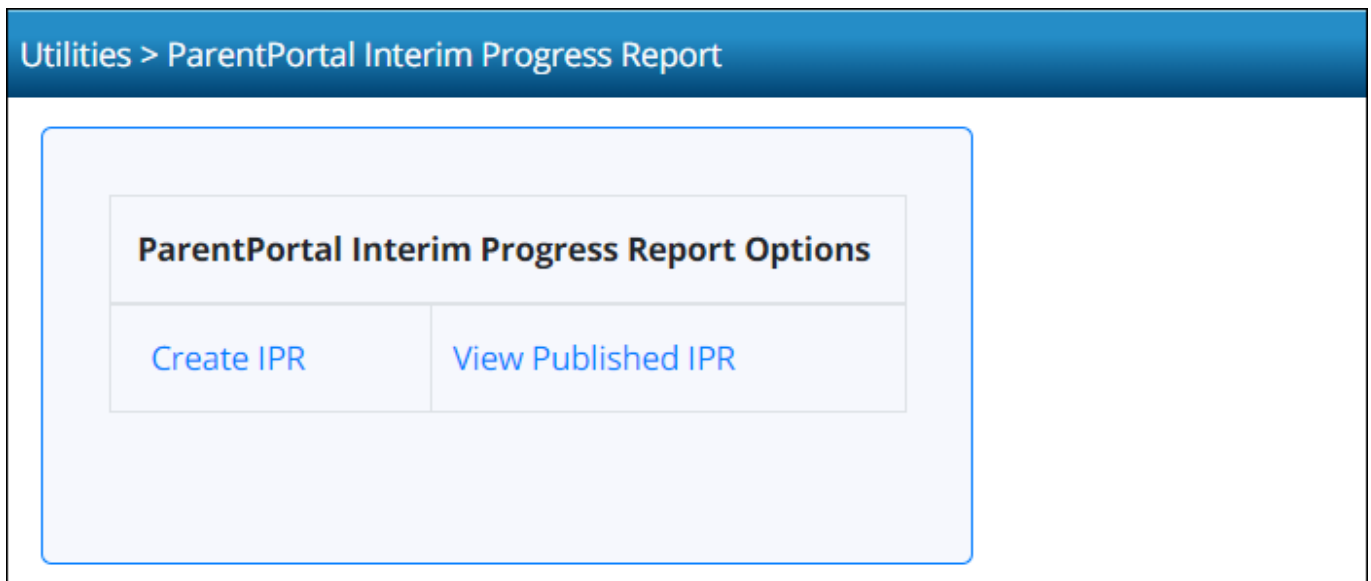 Utilities > ParentPortal Interim Progress Report
ParentPortal Interim Progress Report Options
Create IPR
View Published IPR